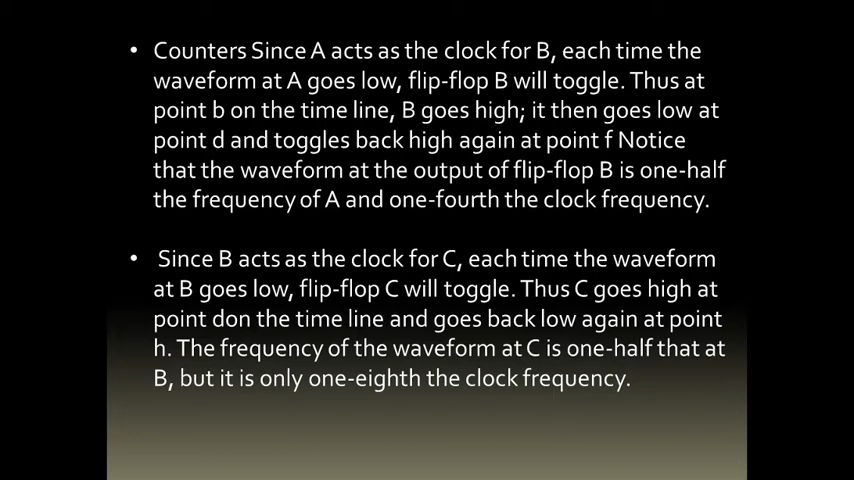 • Counters Since A acts as the clock for B, each time the
waveform at A goes low, flip-flop B will toggle. Thus at
point b on the time line, B goes high; it then goes low at
point d and toggles back high again at point f Notice
that the waveform at the output of flip-flop B is one-half
the frequency of A and one-fourth the clock frequency.
• Since B acts as the clock for C, each time the waveform
at B goes low, flip-flop C will toggle. Thus C goes high at
point don the time line and goes back low again at point
h. The frequency of the waveform at C is one-half that at
B, but it is only one-eighth the clock frequency.